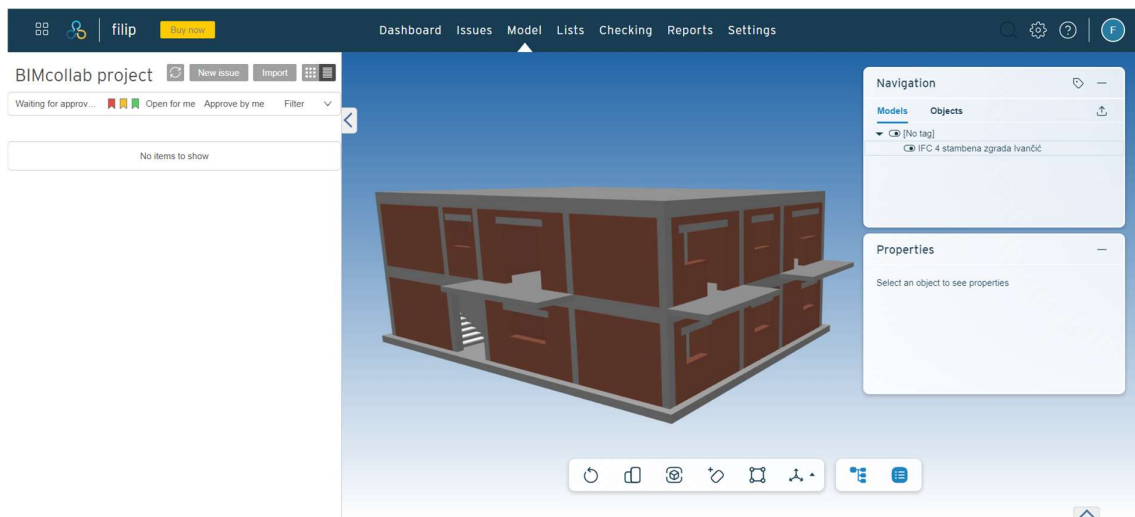 filip Buy now Dashboard Issues Model Lists Checking Reports Settings F
BIMcollab project New issue Import
Waiting for approv... Open for me Approve by me Filter
No items to show
Navigation
Models Objects
[No tag]
IFC 4 stambena zgrada Ivančić
Properties
Select an object to see properties